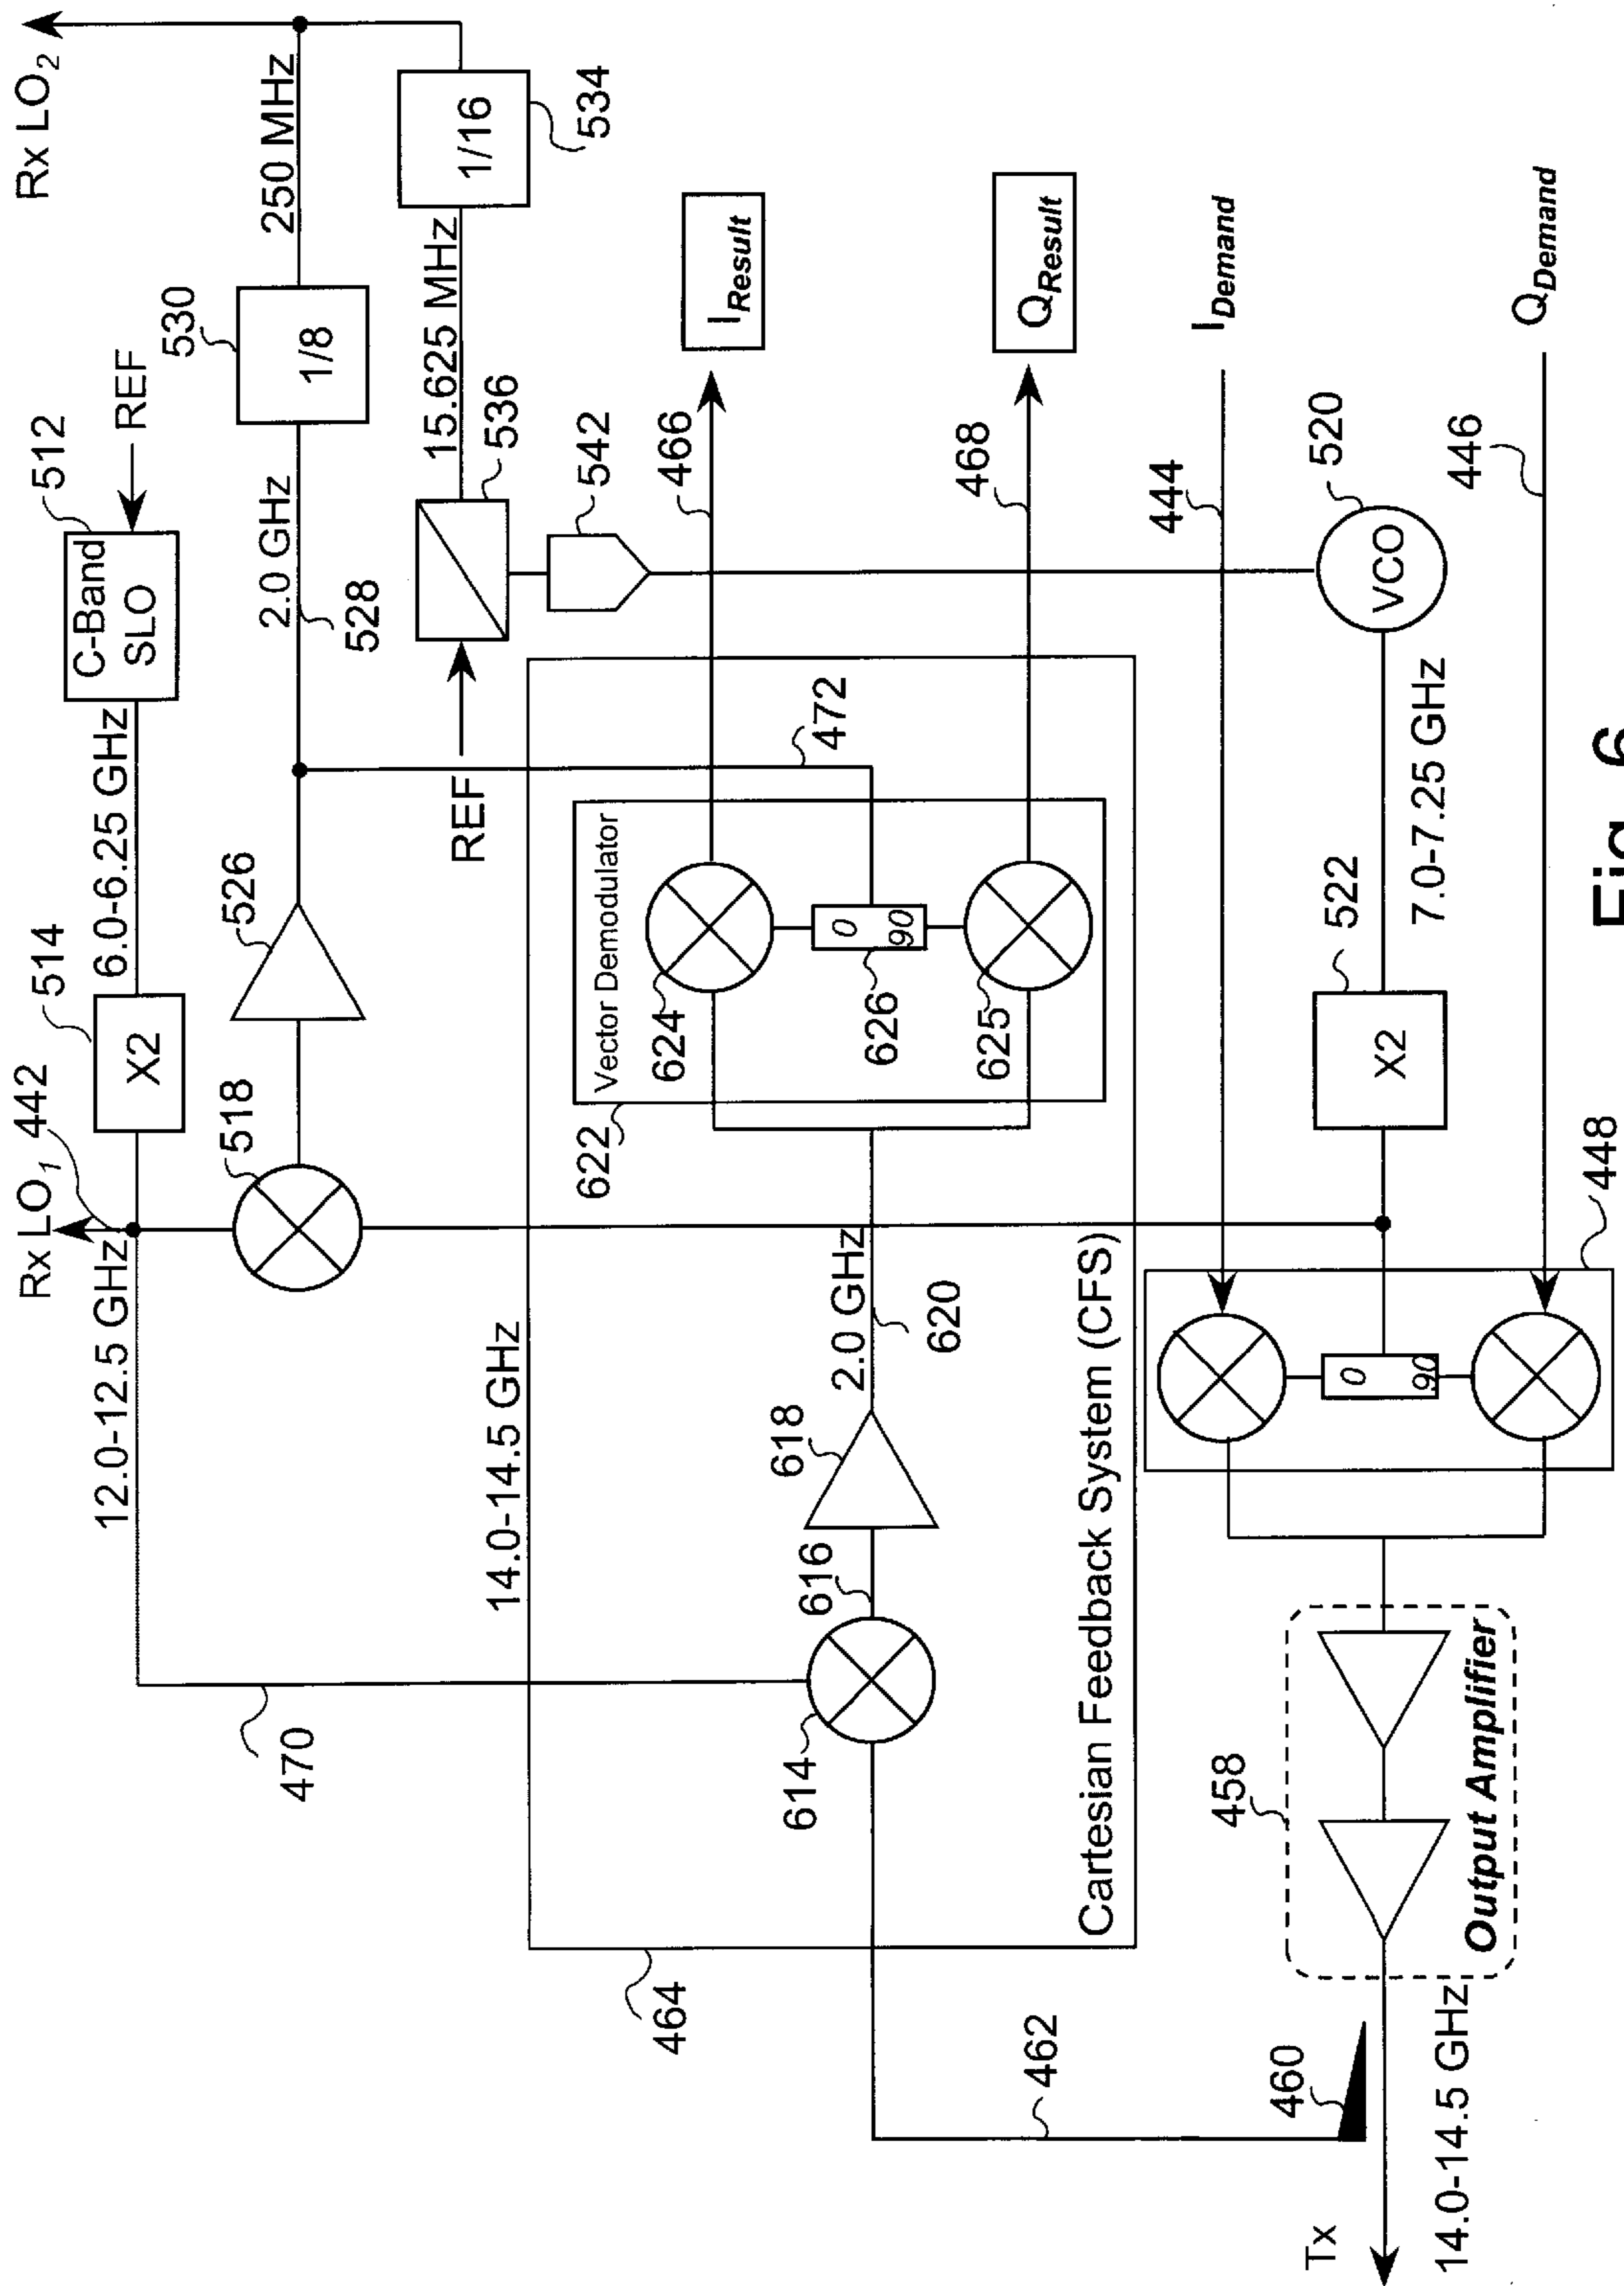 Rx LO2
250 MHz
1/16
534
15.625 MHz
530
1/8
REF
512
C-Band
SLO
2.0 GHz
528
536
542
REF
6.0-6.25 GHz
514
X2
526
442
Rx LO1
518
12.0-12.5 GHz
14.0-14.5 GHz
470
464
IResult
QResult
466
468
472
Vector Demodulator
624
0
90
626
625
622
2.0 GHz
620
618
616
614
Cartesian Feedback System (CFS)
IDemand
QDemand
444
446
520
VCO
7.0-7.25 GHz
522
X2
448
0
90
458
Output Amplifier
462
460
Tx
14.0-14.5 GHz
Fig. 6